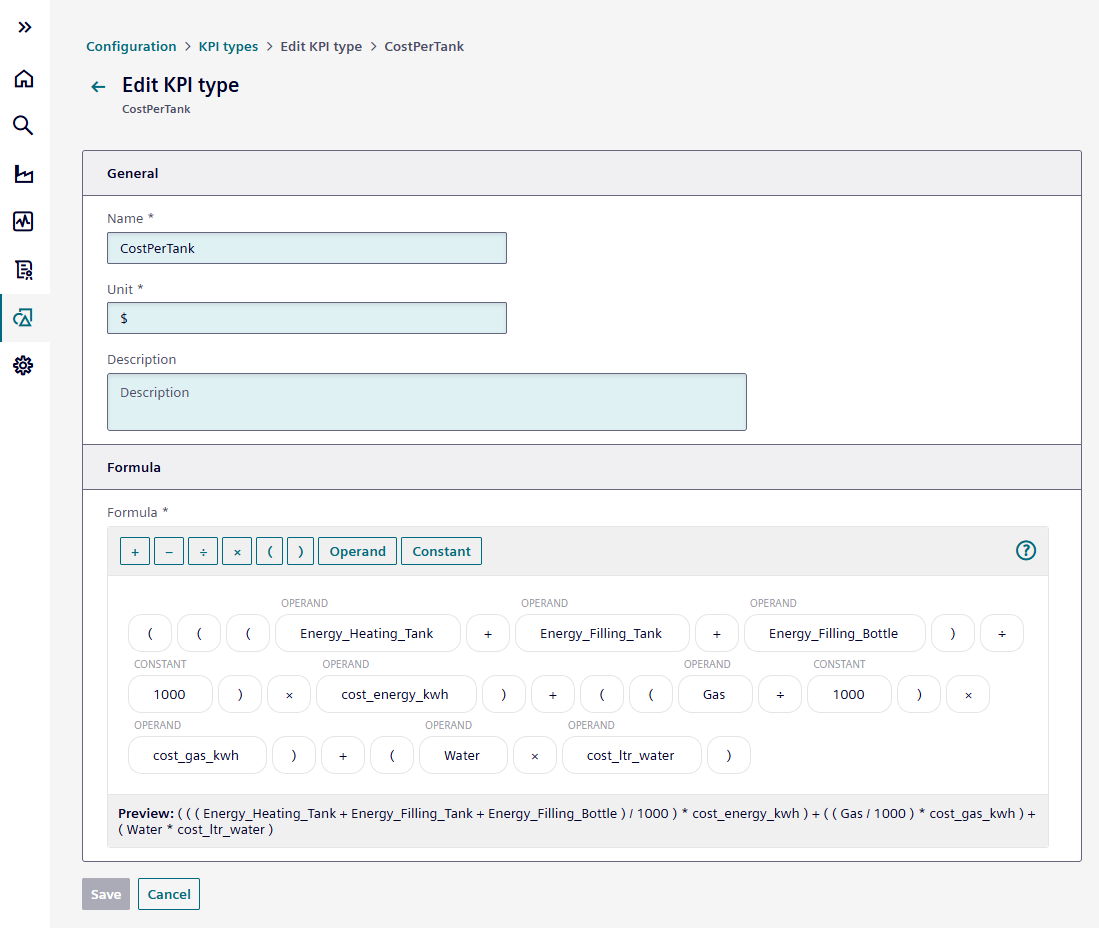 Configuration > KPI types > Edit KPI type > CostPerTank
Edit KPI type
CostPerTank
General
Name *
CostPerTank
Unit *
$
Description
Description
Formula
Formula *
+ − ÷ × ( ) Operand Constant ?
OPERAND OPERAND OPERAND
( ( ( Energy_Heating_Tank + Energy_Filling_Tank + Energy_Filling_Bottle ) ÷
CONSTANT OPERAND OPERAND CONSTANT
1000 ) × cost_energy_kwh ) + ( ( Gas ÷ 1000 ) ×
OPERAND OPERAND OPERAND
cost_gas_kwh ) + ( Water × cost_ltr_water )
Preview: ( ( ( Energy_Heating_Tank + Energy_Filling_Tank + Energy_Filling_Bottle ) / 1000 ) * cost_energy_kwh ) + ( ( Gas / 1000 ) * cost_gas_kwh ) +
( Water * cost_ltr_water )
Save Cancel